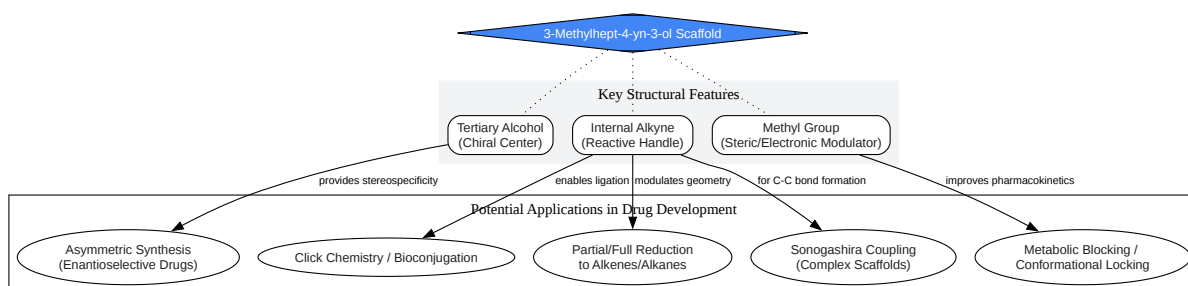 3-Methylhept-4-yn-3-ol Scaffold
Key Structural Features
Tertiary Alcohol
(Chiral Center)
Internal Alkyne
(Reactive Handle)
Methyl Group
(Steric/Electronic Modulator)
provides stereospecificity
enables ligation
modulates geometry
for C-C bond formation
improves pharmacokinetics
Potential Applications in Drug Development
Asymmetric Synthesis
(Enantioselective Drugs)
Click Chemistry / Bioconjugation
Partial/Full Reduction
to Alkenes/Alkanes
Sonogashira Coupling
(Complex Scaffolds)
Metabolic Blocking /
Conformational Locking